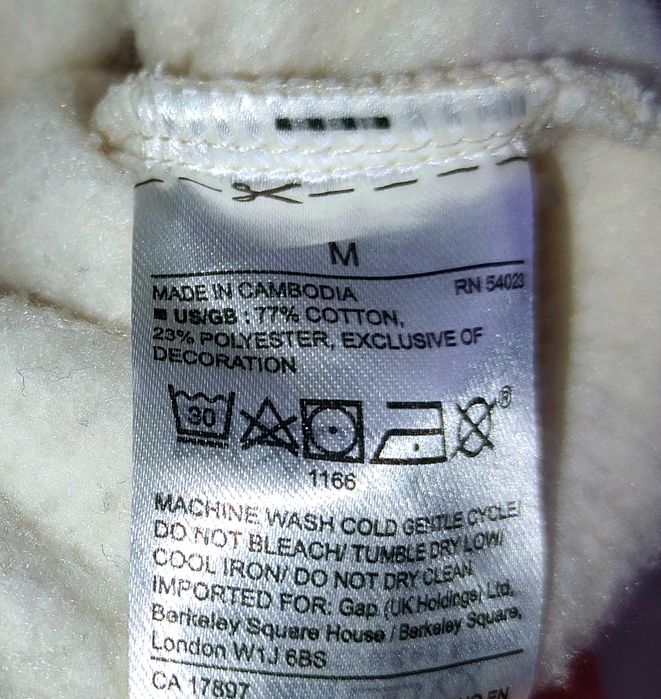 M
MADE IN CAMBODIA RN 54023
US/GB : 77% COTTON,
23% POLYESTER, EXCLUSIVE OF
DECORATION
30
1166
MACHINE WASH COLD GENTLE CYCLE/
DO NOT BLEACH/ TUMBLE DRY LOW/
COOL IRON/ DO NOT DRY CLEAN
IMPORTED FOR: Gap (UK Holdings) Ltd,
Berkeley Square House / Berkeley Square,
London W1J 6BS
CA 17897